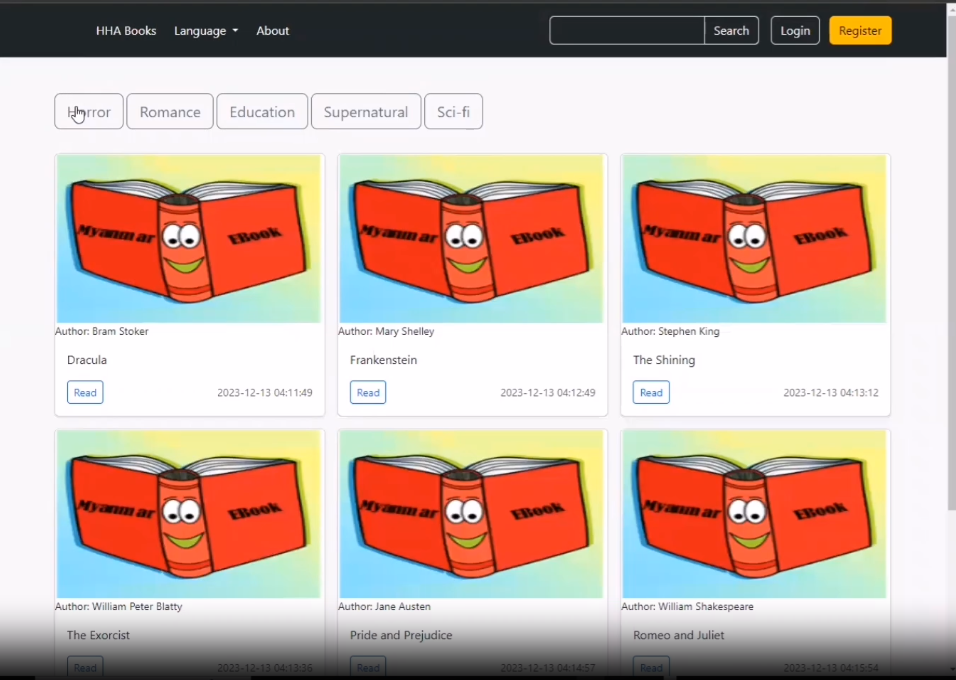 HHA Books Language About Search Login Register
Horror Romance Education Supernatural Sci-fi
Myanmar EBook Myanmar EBook Myanmar EBook
Author: Bram Stoker Author: Mary Shelley Author: Stephen King
Dracula Frankenstein The Shining
Read 2023-12-13 04:11:49 Read 2023-12-13 04:12:49 Read 2023-12-13 04:13:12
Myanmar EBook Myanmar EBook Myanmar EBook
Author: William Peter Blatty Author: Jane Austen Author: William Shakespeare
The Exorcist Pride and Prejudice Romeo and Juliet
Read 2023-12-13 04:13:36 Read 2023-12-13 04:14:57 Read 2023-12-13 04:15:54